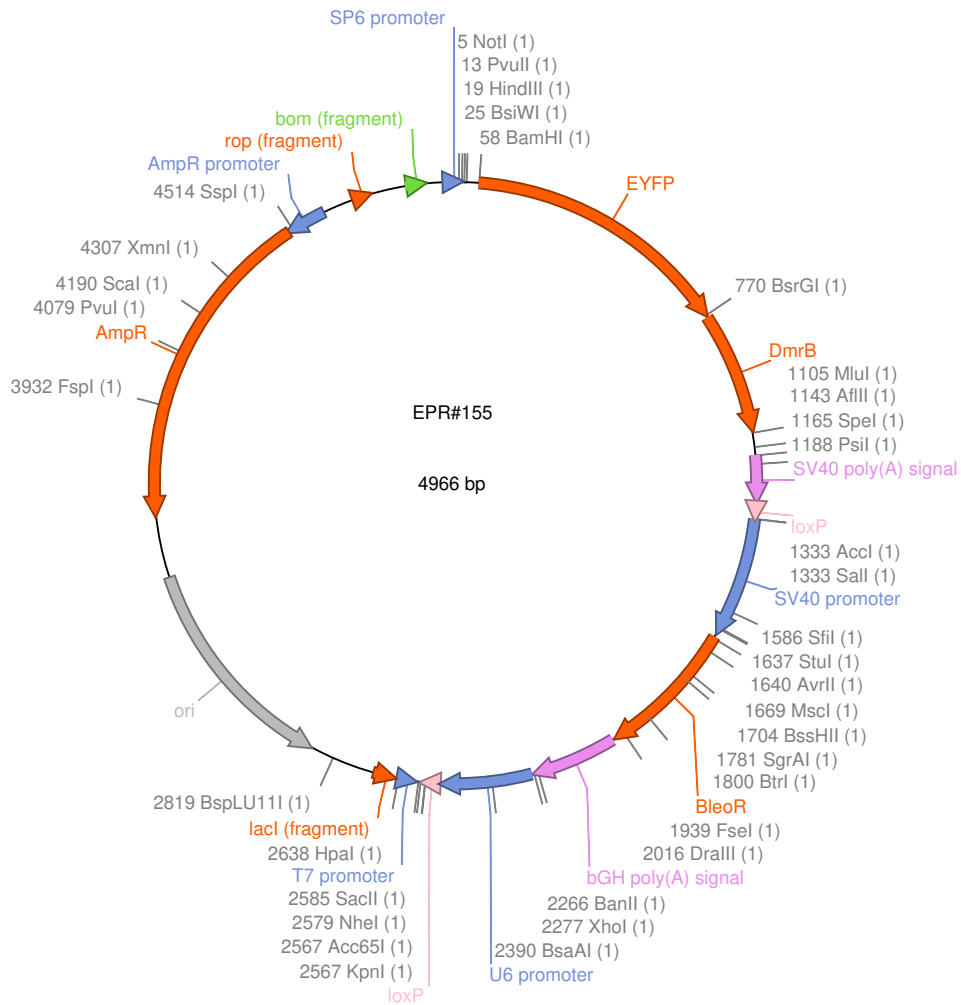 SP6 promoter
5 NotI (1)
13 PvuII (1)
19 HindIII (1)
25 BsiWI (1)
58 BamHI (1)
bom (fragment)
rop (fragment)
AmpR promoter
4514 SspI (1)
EYFP
4307 XmnI (1)
4190 ScaI (1)
4079 PvuI (1)
AmpR
3932 FspI (1)
770 BsrGI (1)
DmrB
1105 MluI (1)
1143 AflII (1)
1165 SpeI (1)
1188 PsiI (1)
SV40 poly(A) signal
loxP
EPR#155
4966 bp
1333 AccI (1)
1333 SalI (1)
SV40 promoter
1586 SfiI (1)
1637 StuI (1)
1640 AvrII (1)
1669 MscI (1)
1704 BssHII (1)
1781 SgrAI (1)
1800 BtrI (1)
BleoR
1939 FseI (1)
2016 DraIII (1)
bGH poly(A) signal
2266 BanII (1)
2277 XhoI (1)
2390 BsaAI (1)
U6 promoter
ori
2819 BspLU11I (1)
lacI (fragment)
2638 HpaI (1)
T7 promoter
2585 SacII (1)
2579 NheI (1)
2567 Acc65I (1)
2567 KpnI (1)
loxP